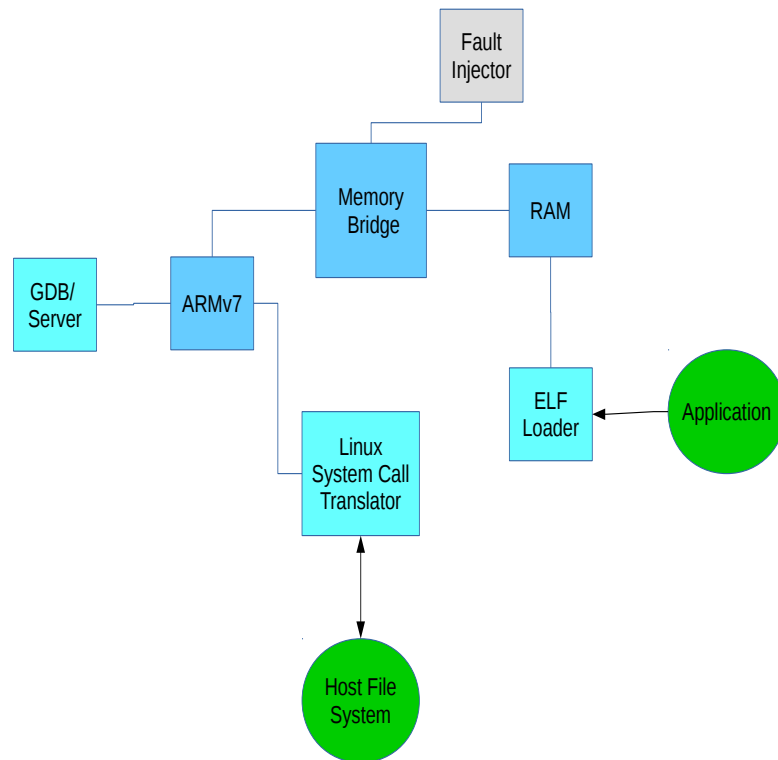 Fault
Injector
Memory
Bridge
RAM
GDB/
Server
ARMv7
ELF
Loader
Application
Linux
System Call
Translator
Host File
System